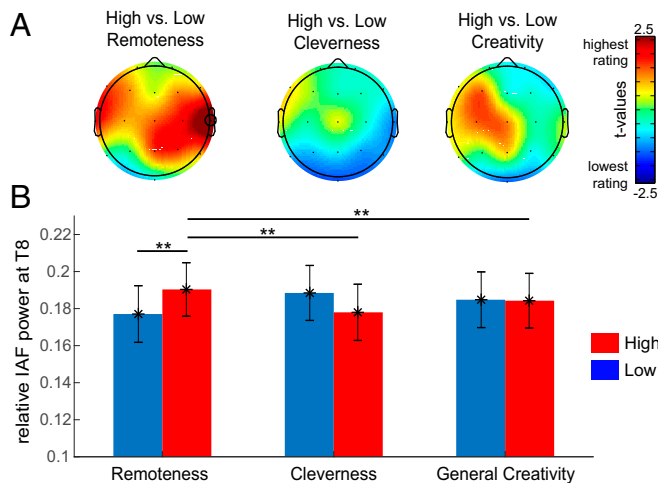 A
High vs. Low
Remoteness
High vs. Low
Cleverness
High vs. Low
Creativity
2.5
highest
rating
t-values
lowest
rating
-2.5
B
**
**
**
relative IAF power at T8
0.22
0.2
0.18
0.16
0.14
0.12
0.1
High
Low
Remoteness
Cleverness
General Creativity